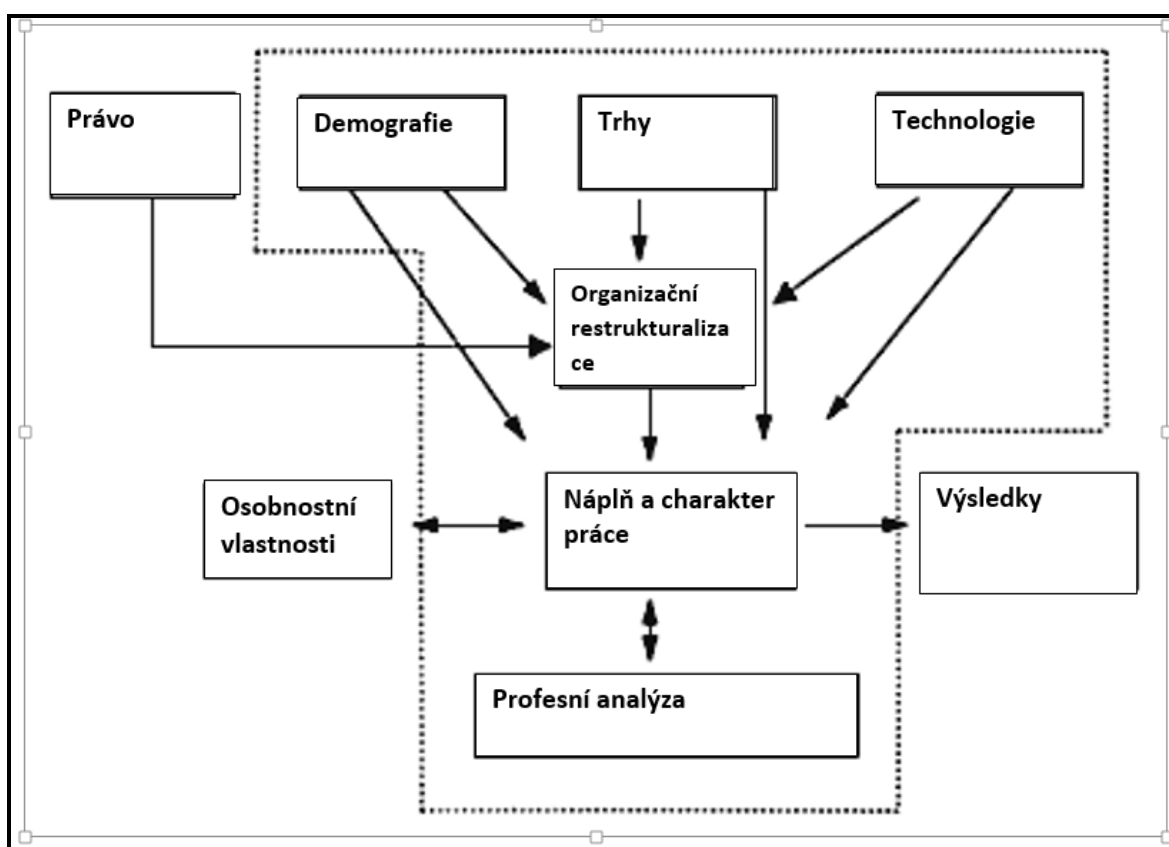 Právo
Demografie
Trhy
Technologie
Organizační
restrukturaliza
ce
Osobnostní
vlastnosti
Náplň a charakter
práce
Výsledky
Profesní analýza